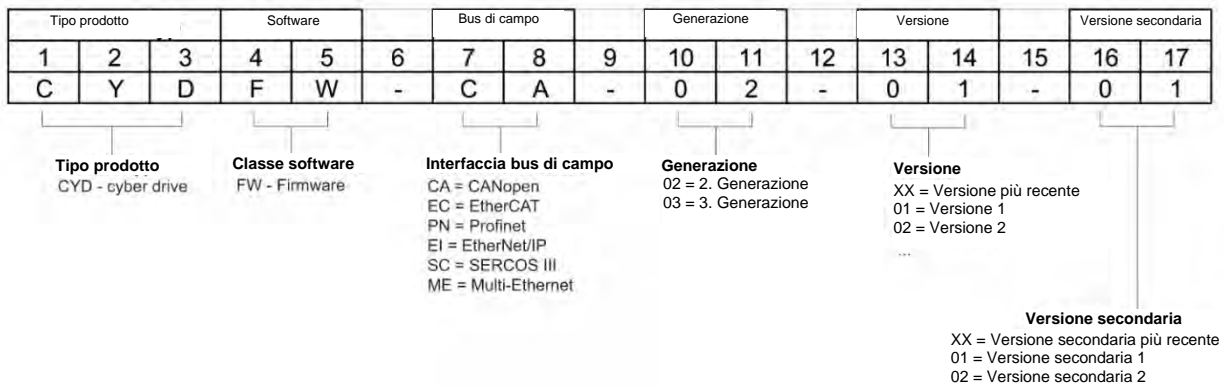 Tipo prodotto Software Bus di campo Generazione Versione Versione secondaria
1 2 3 4 5 6 7 8 9 10 11 12 13 14 15 16 17
C Y D F W - C A - 0 2 - 0 1 - 0 1
Tipo prodotto
CYD - cyber drive
Classe software
FW - Firmware
Interfaccia bus di campo
CA = CANopen
EC = EtherCAT
PN = Profinet
EI = EtherNet/IP
SC = SERCOS III
ME = Multi-Ethernet
Generazione
02 = 2. Generazione
03 = 3. Generazione
Versione
XX = Versione più recente
01 = Versione 1
02 = Versione 2
...
Versione secondaria
XX = Versione secondaria più recente
01 = Versione secondaria 1
02 = Versione secondaria 2